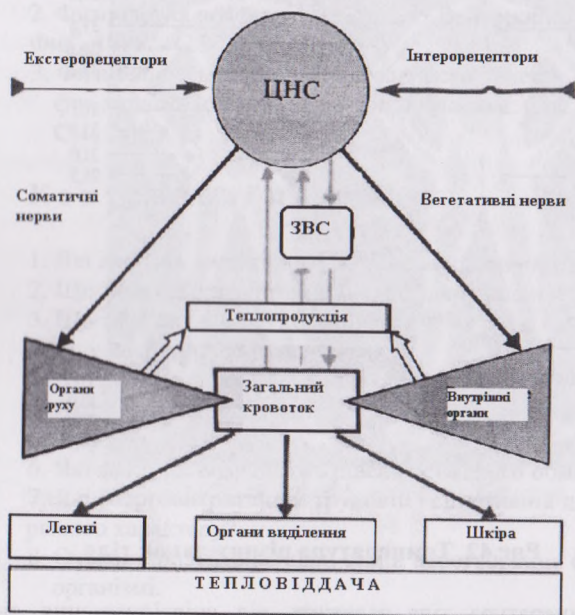 Екстерорецептори
Інтерорецептори
ЦНС
Соматичні
нерви
Вегетативні нерви
ЗВС
Теплопродукція
Органи
руху
Загальний
кровоток
Внутрішні
органи
Легені
Органи виділення
Шкіра
ТЕПЛОВІДДАЧА